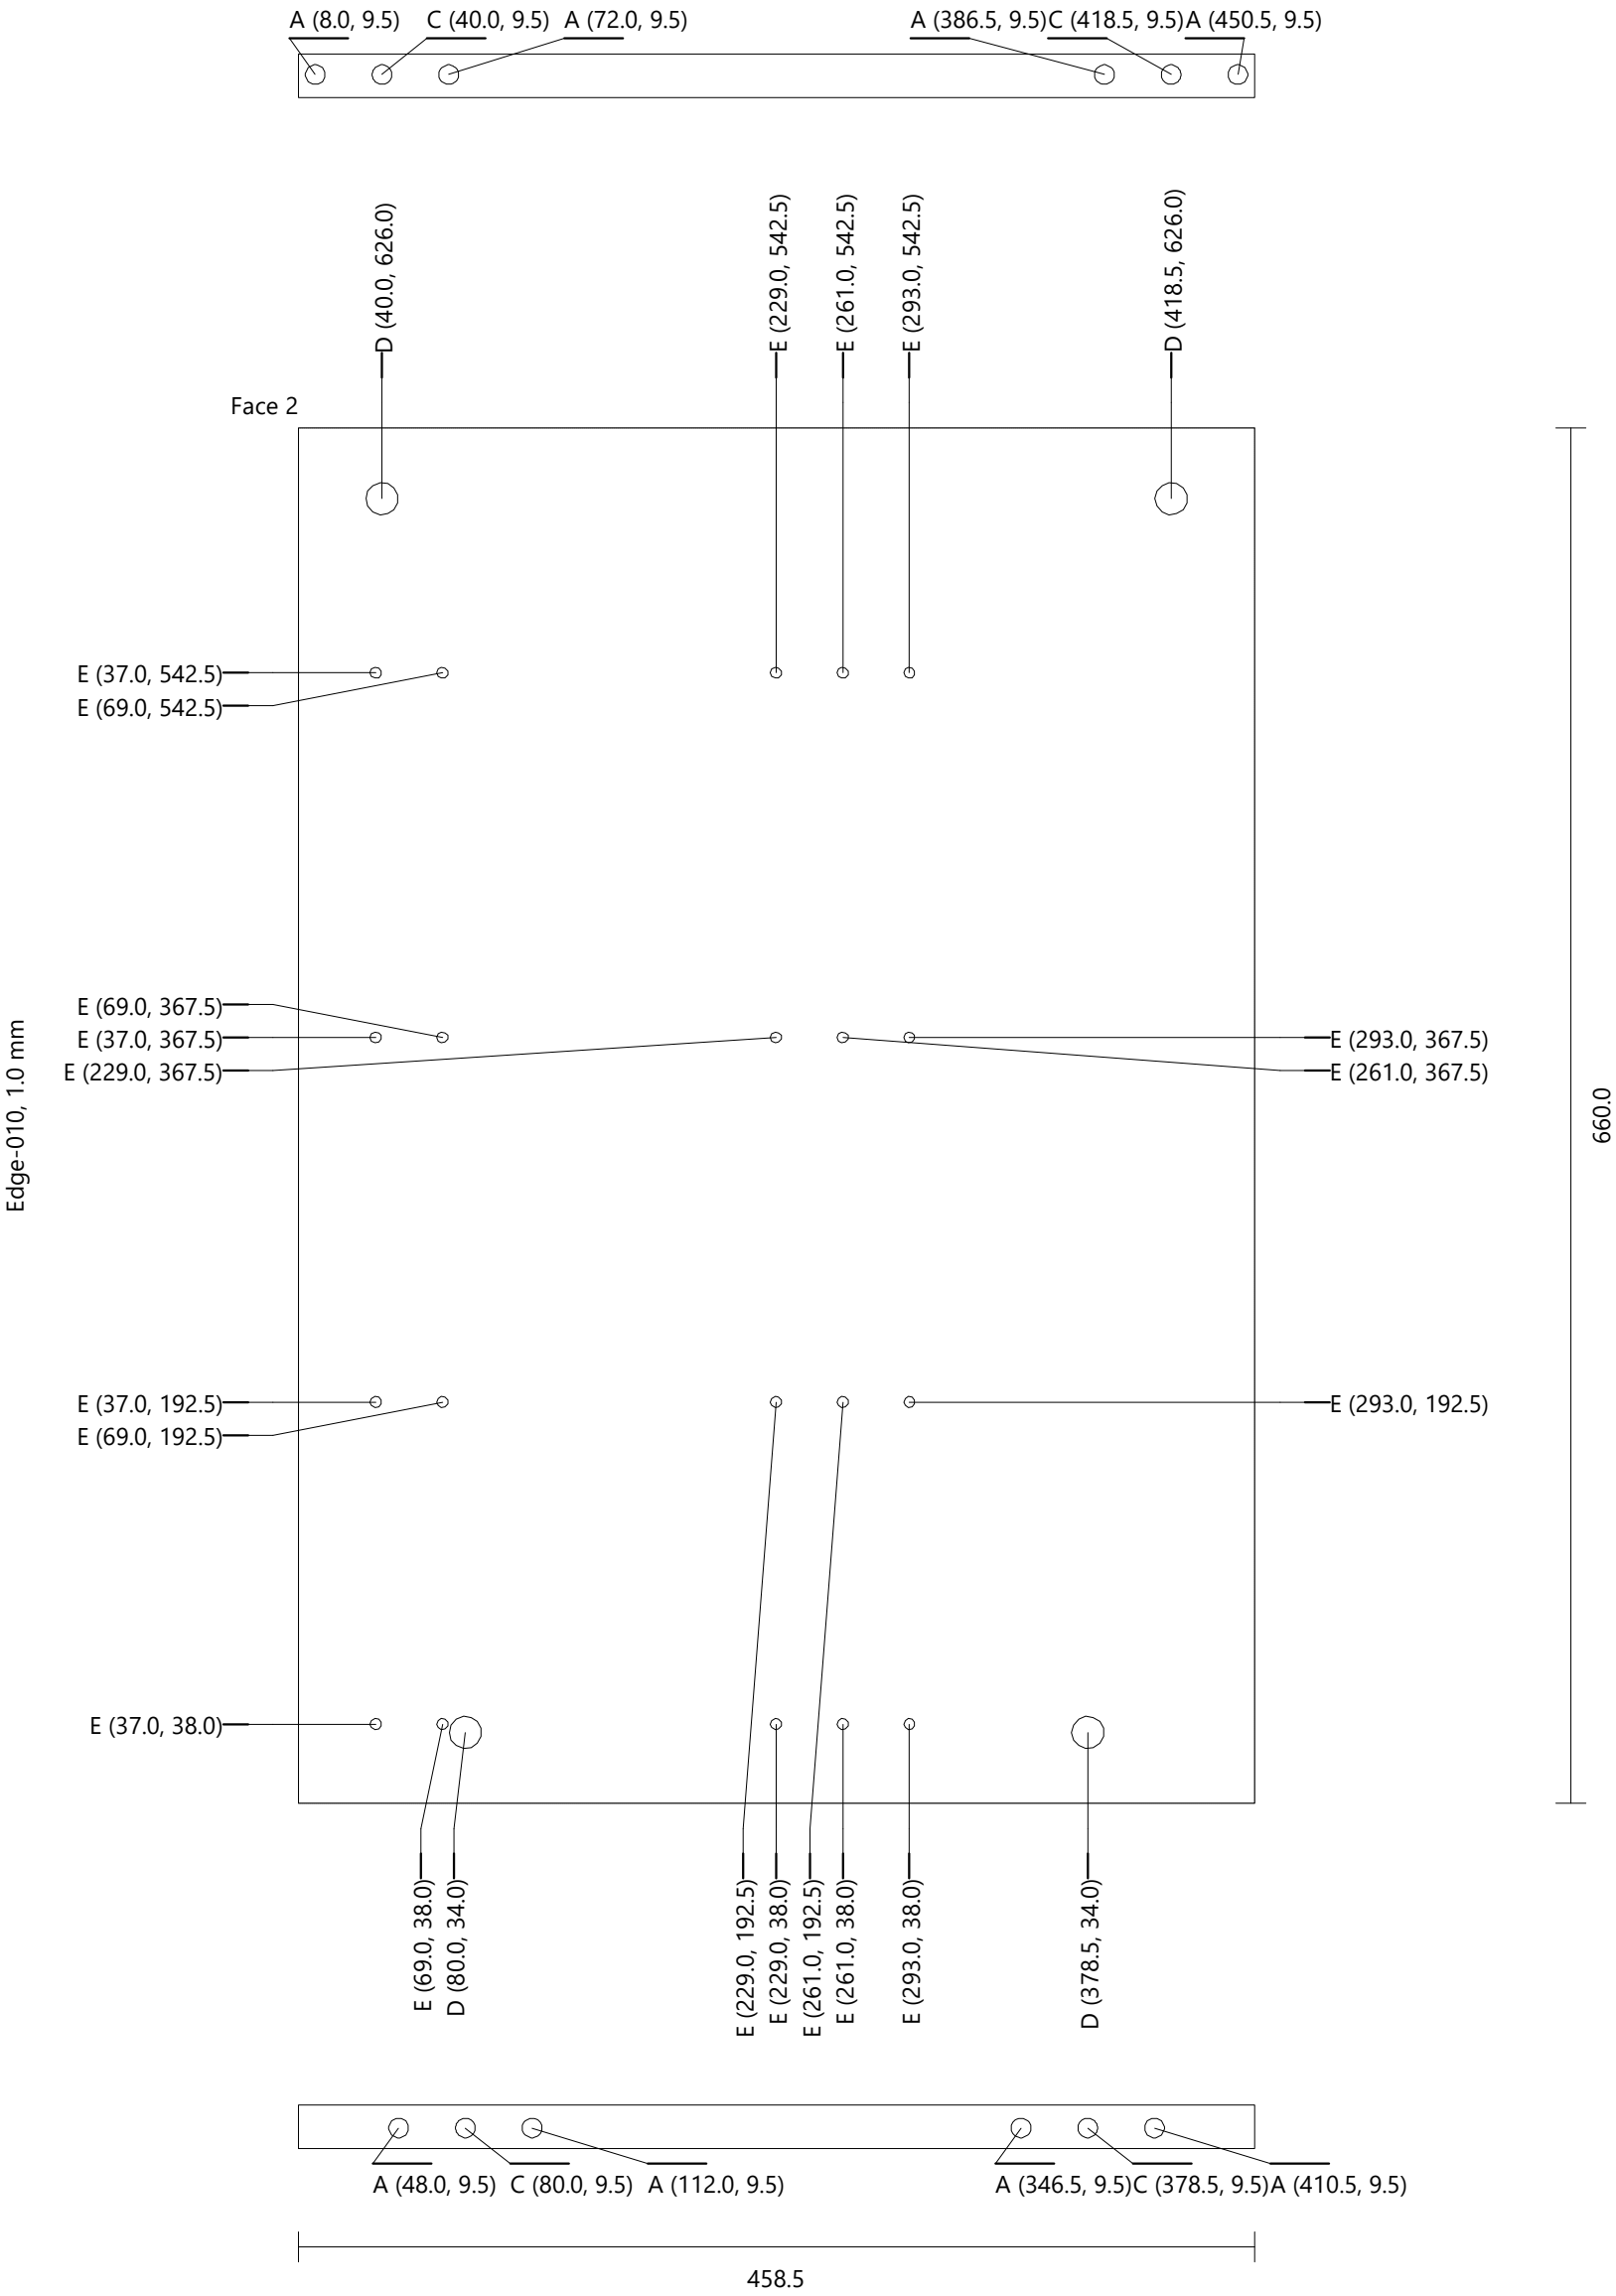 A (8.0, 9.5)
C (40.0, 9.5)
A (72.0, 9.5)
A (386.5, 9.5)
C (418.5, 9.5)
A (450.5, 9.5)
D (40.0, 626.0)
E (229.0, 542.5)
E (261.0, 542.5)
E (293.0, 542.5)
D (418.5, 626.0)
Face 2
E (37.0, 542.5)
E (69.0, 542.5)
E (69.0, 367.5)
E (37.0, 367.5)
E (229.0, 367.5)
E (293.0, 367.5)
E (261.0, 367.5)
Edge-010, 1.0 mm
660.0
E (37.0, 192.5)
E (69.0, 192.5)
E (293.0, 192.5)
E (37.0, 38.0)
E (69.0, 38.0)
D (80.0, 34.0)
E (229.0, 192.5)
E (229.0, 38.0)
E (261.0, 192.5)
E (261.0, 38.0)
E (293.0, 38.0)
D (378.5, 34.0)
A (48.0, 9.5)
C (80.0, 9.5)
A (112.0, 9.5)
A (346.5, 9.5)
C (378.5, 9.5)
A (410.5, 9.5)
458.5